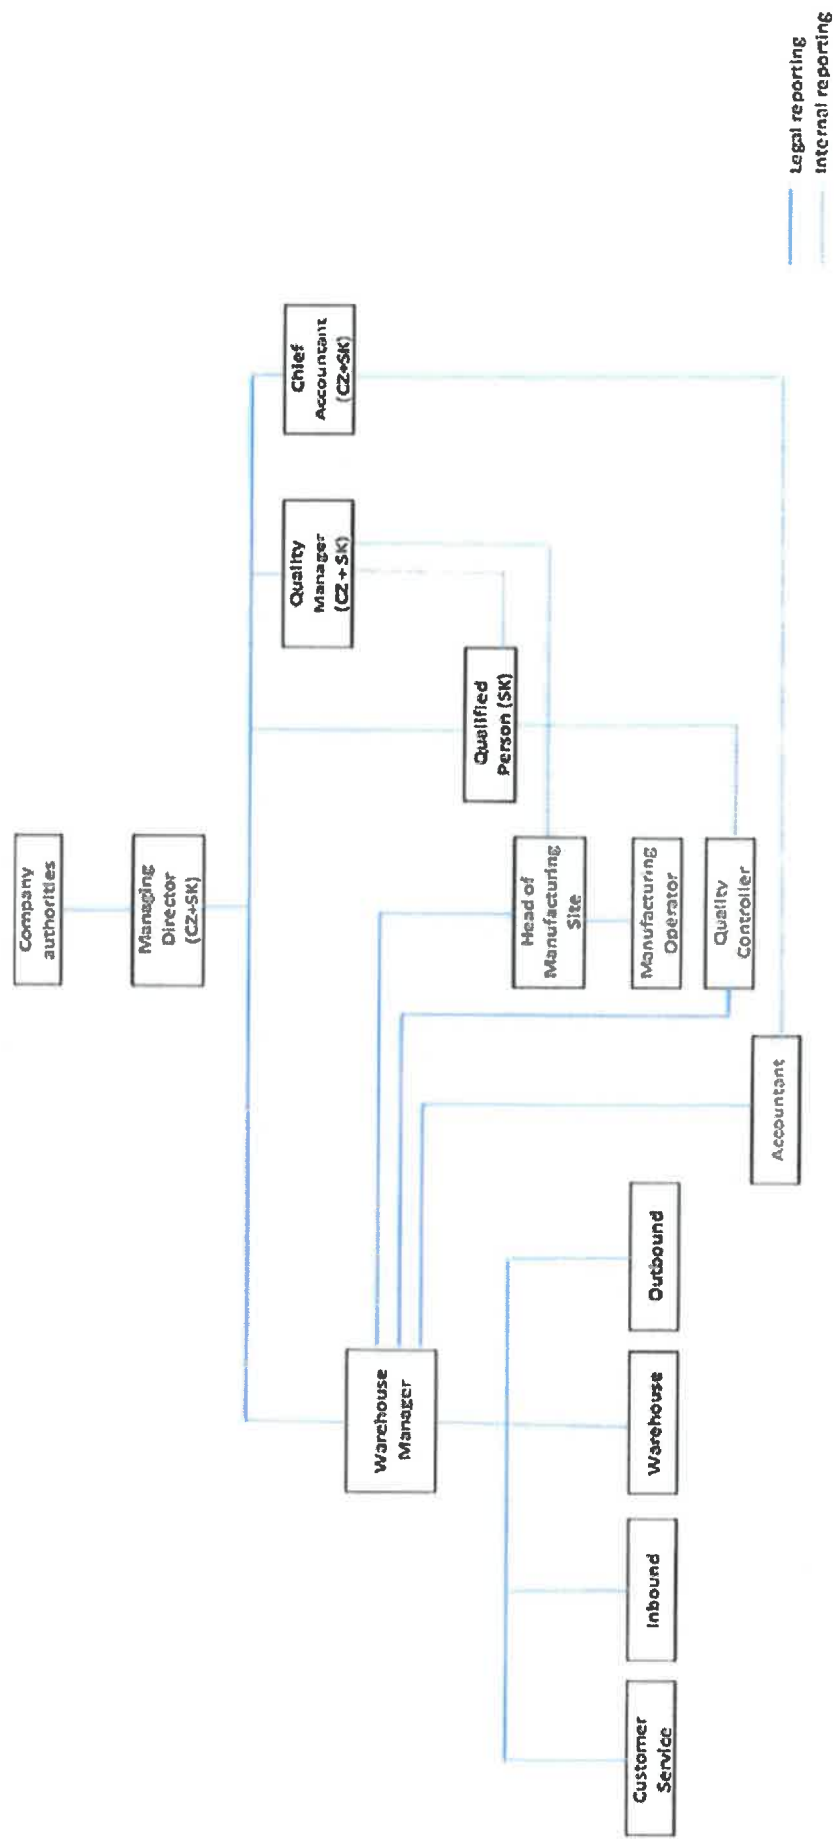 Company
authorities
Managing
Director
(CZ+SK)
Warehouse
Manager
Quality
Manager
(CZ + SK)
Chief
Accountant
(CZ+SK)
Qualified
Person (SK)
Head of
Manufacturing
Site
Manufacturing
Operator
Quality
Controller
Accountant
Customer
Service
Inbound
Warehouse
Outbound
Legal reporting
Internal reporting